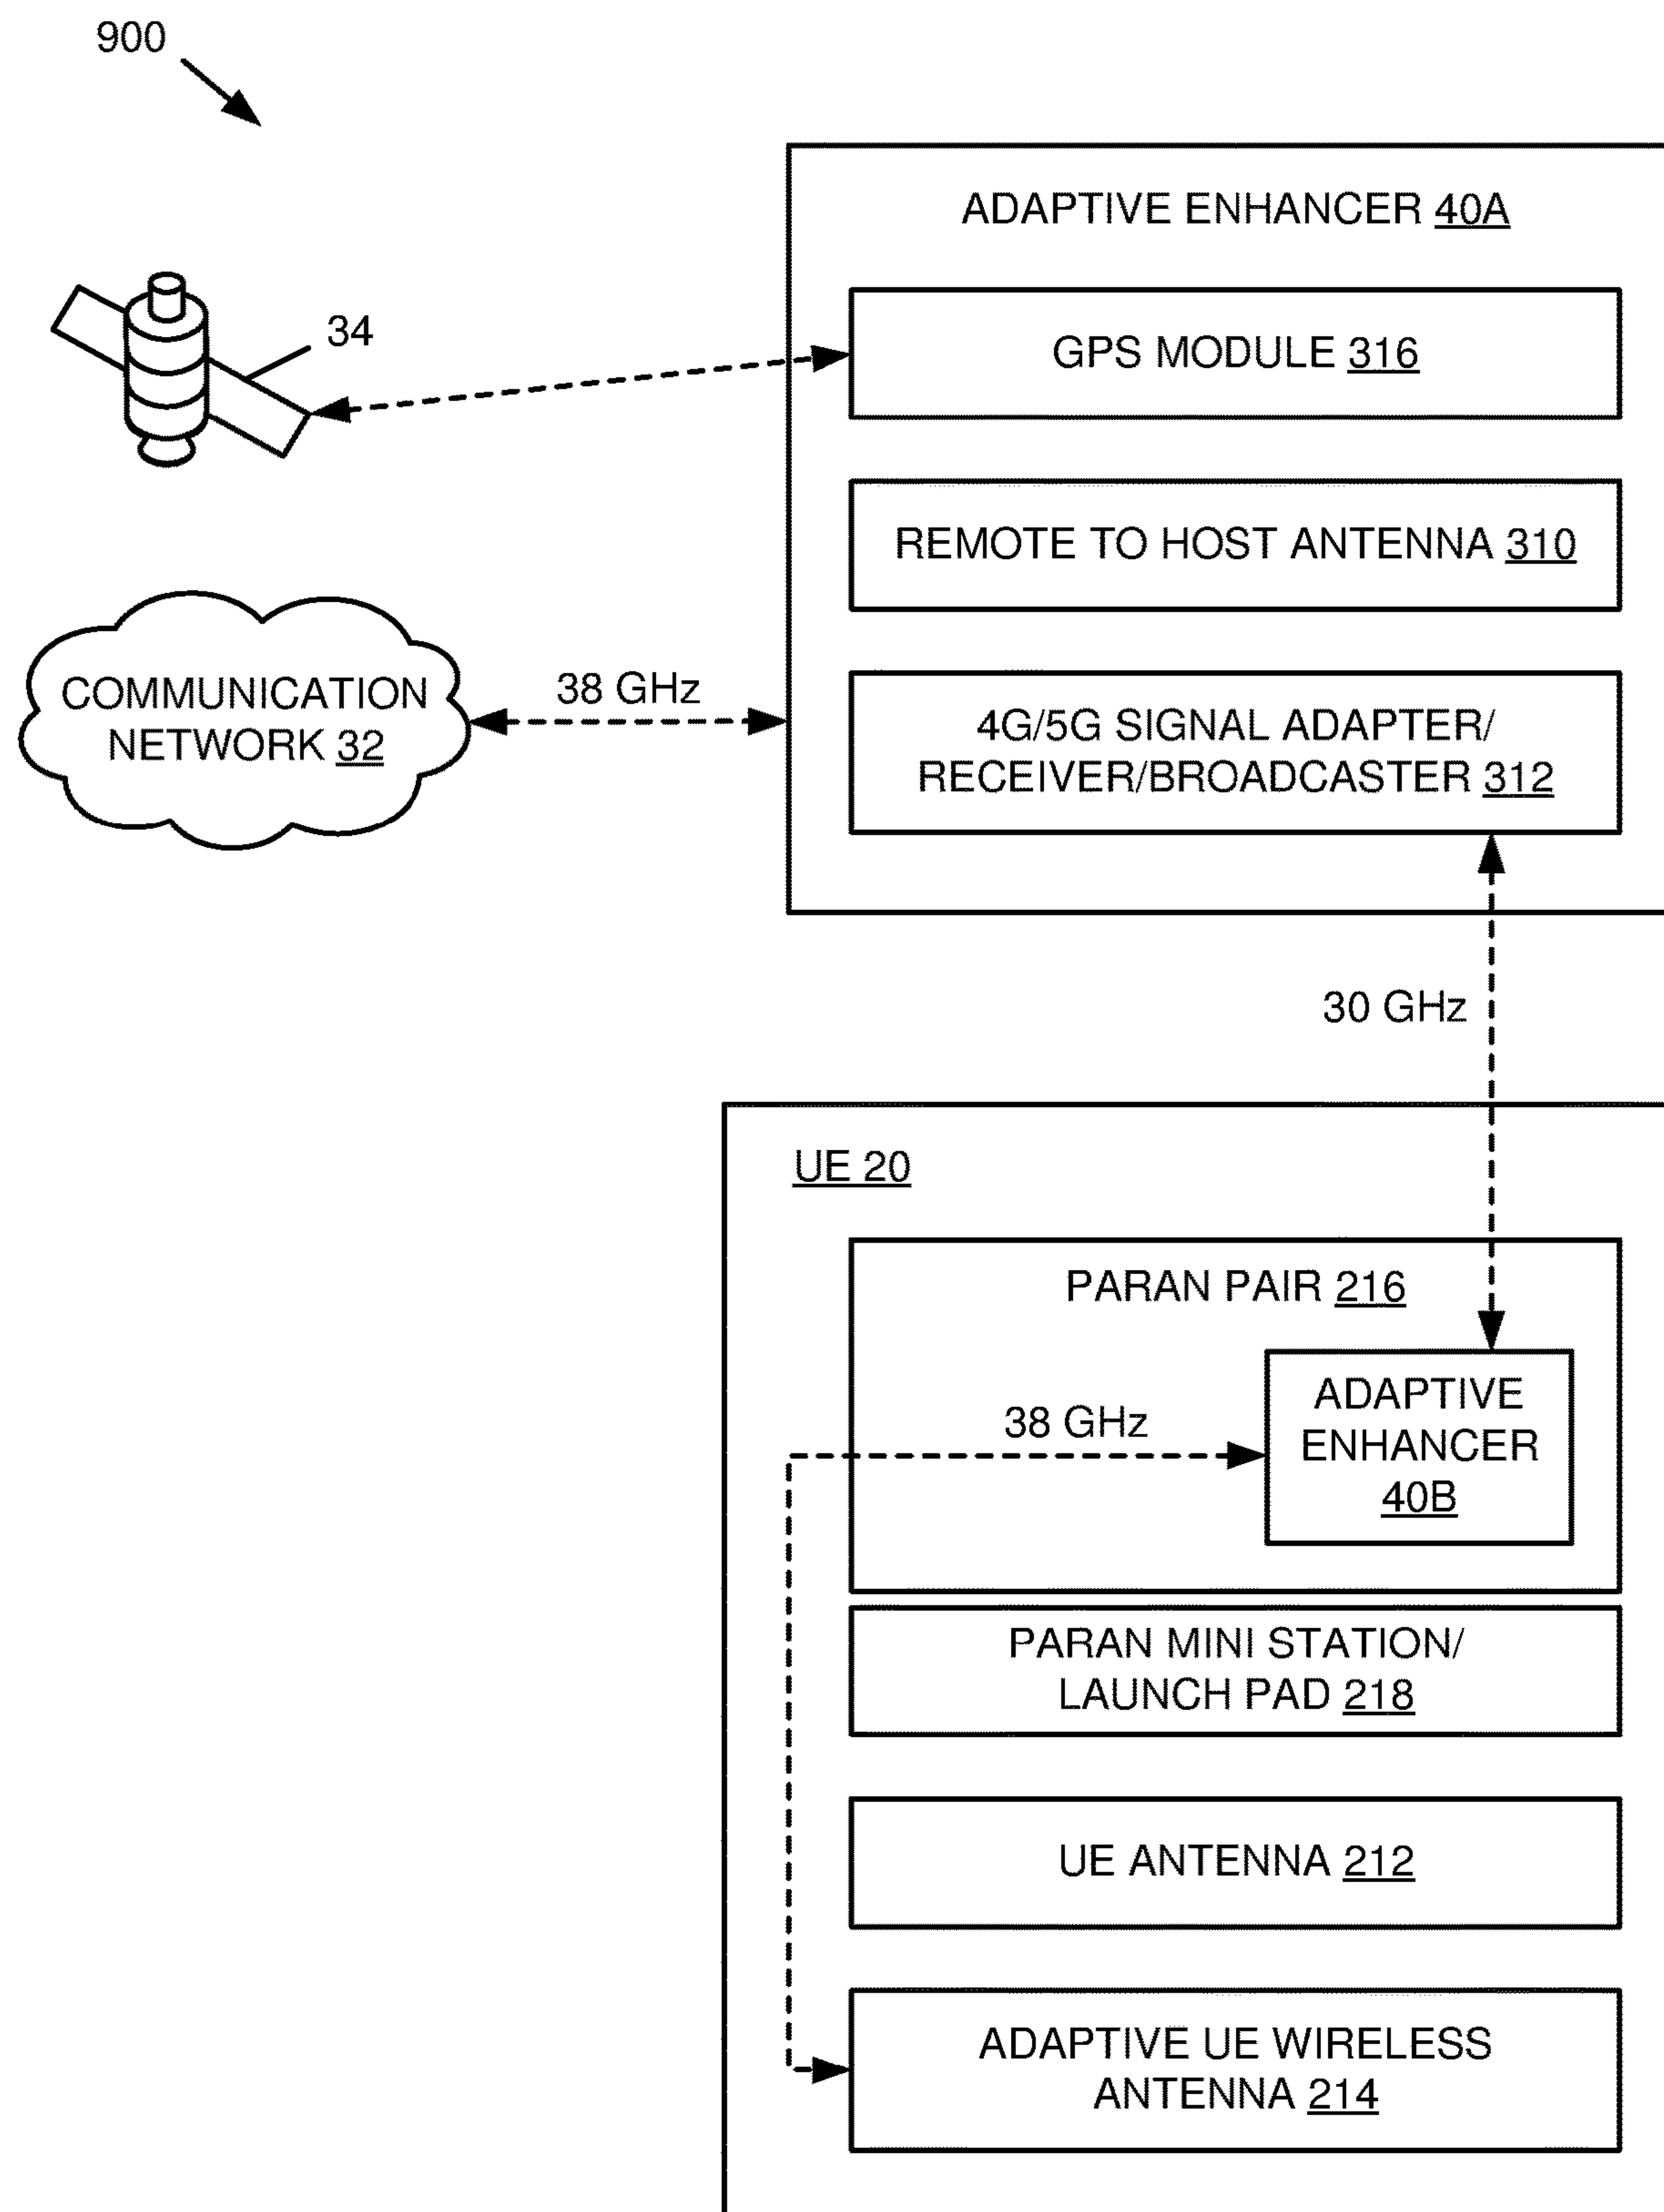 900
ADAPTIVE ENHANCER 40A
GPS MODULE 316
34
REMOTE TO HOST ANTENNA 310
COMMUNICATION
NETWORK 32
38 GHz
4G/5G SIGNAL ADAPTER/
RECEIVER/BROADCASTER 312
30 GHz
UE 20
PARAN PAIR 216
38 GHz
ADAPTIVE
ENHANCER
40B
PARAN MINI STATION/
LAUNCH PAD 218
UE ANTENNA 212
ADAPTIVE UE WIRELESS
ANTENNA 214